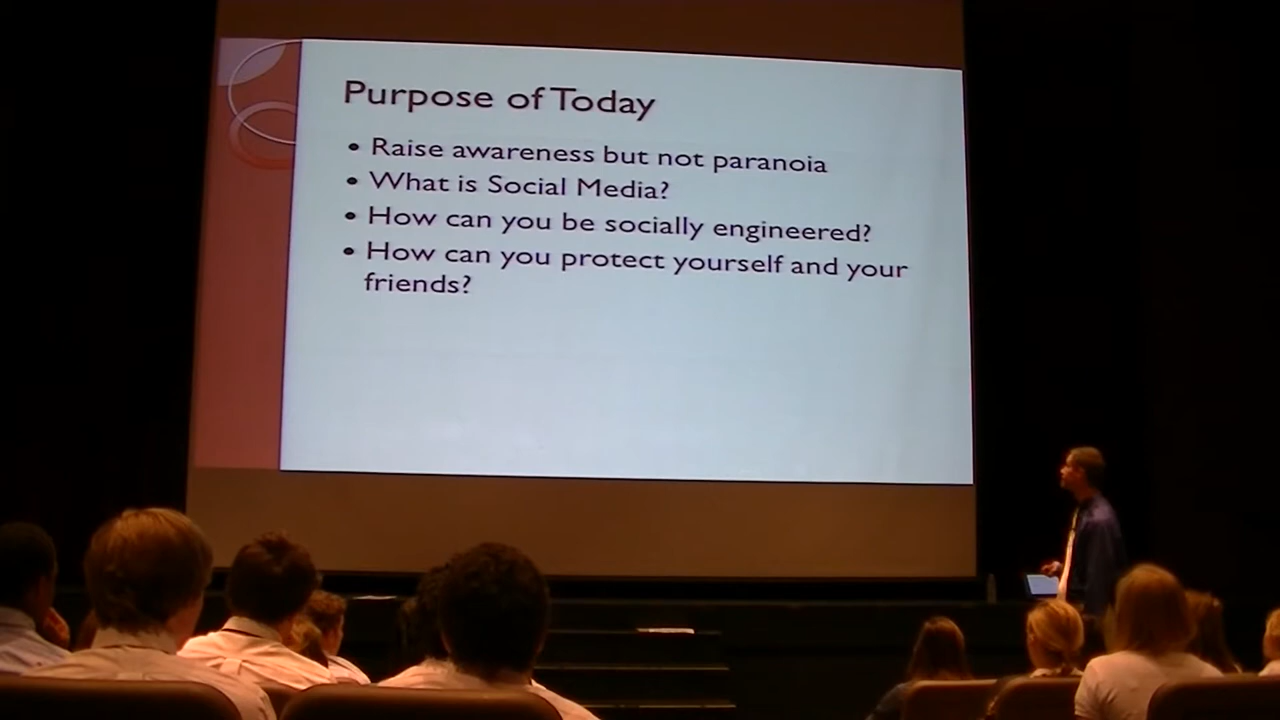 Purpose of Today
• Raise awareness but not paranoia
• What is Social Media?
• How can you be socially engineered?
• How can you protect yourself and your
friends?